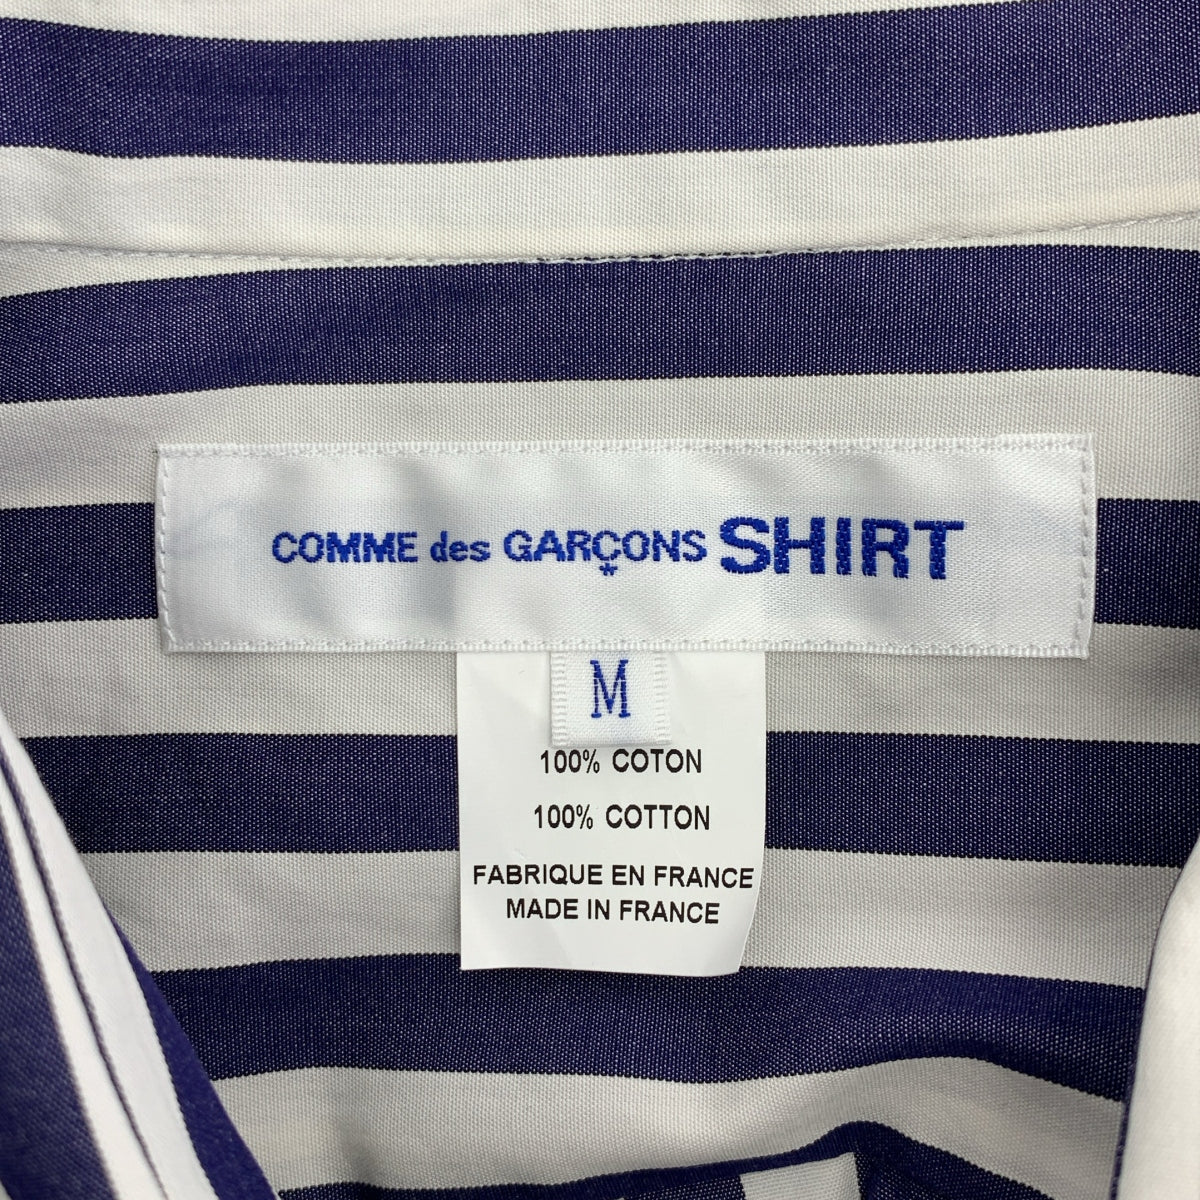 COMME des GARÇONS SHIRT
M
100% COTON
100% COTTON
FABRIQUE EN FRANCE
MADE IN FRANCE